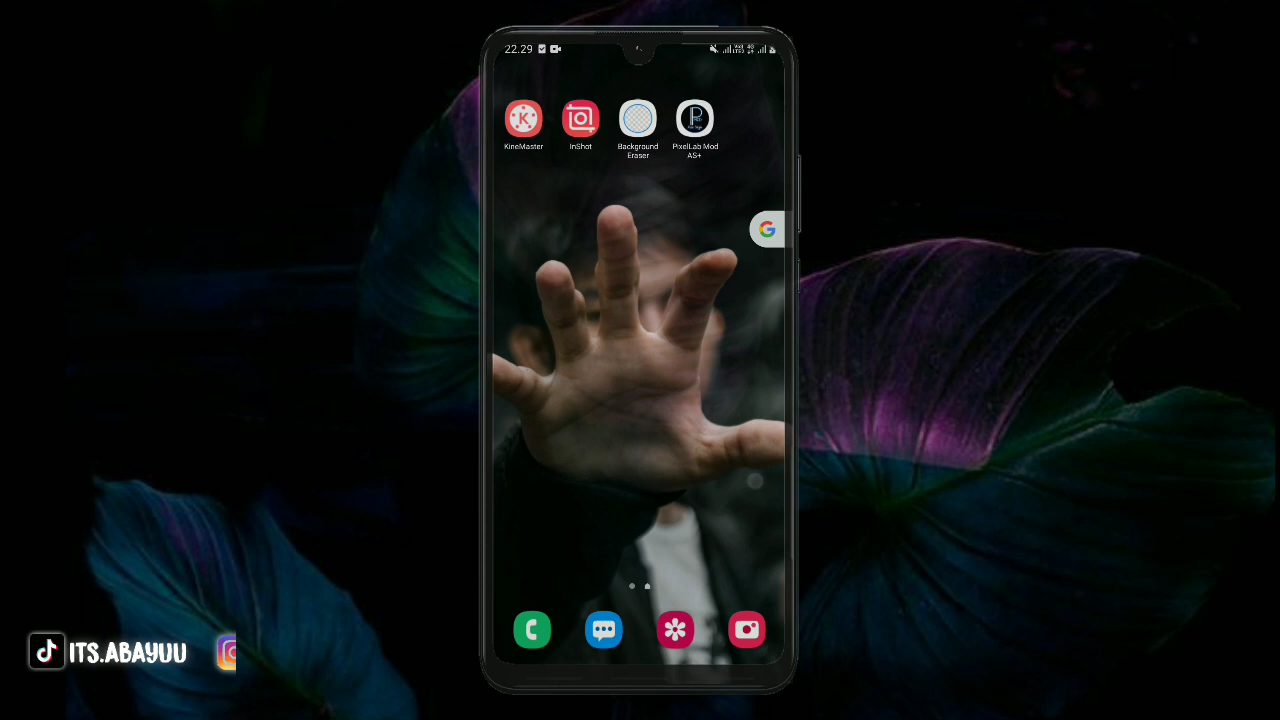 22.29
KineMaster
InShot
Background
Eraser
PixelLab Mod
AS+
ITS.ABAYUU